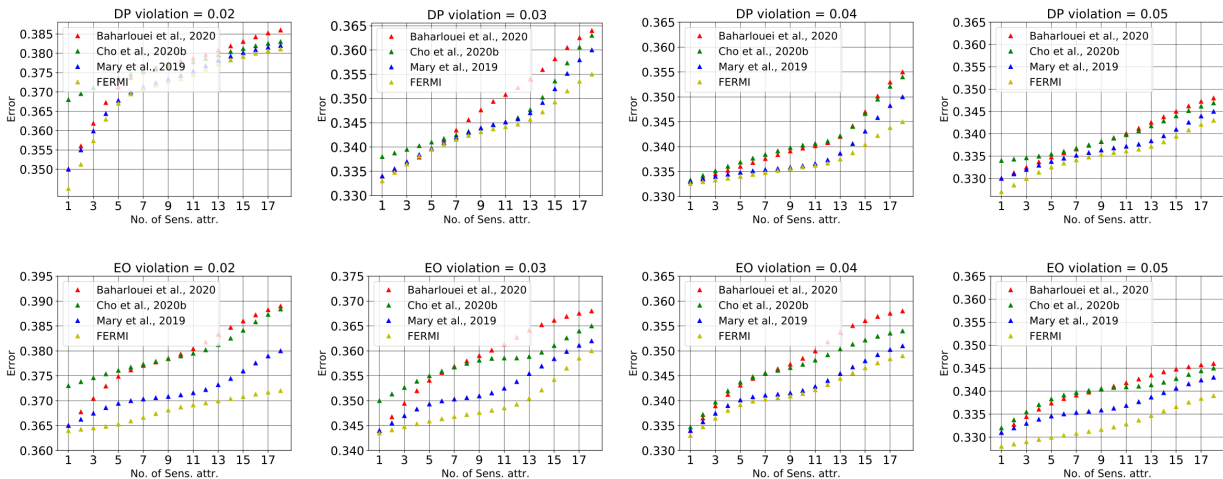 DP violation = 0.02
0.385
0.380
0.375
0.370
0.365
0.360
0.355
0.350
Error
Baharlouei et al., 2020
Cho et al., 2020b
Mary et al., 2019
FERMI
1 3 5 7 9 11 13 15 17
No. of Sens. attr.
DP violation = 0.03
0.365
0.360
0.355
0.350
0.345
0.340
0.335
0.330
Error
Baharlouei et al., 2020
Cho et al., 2020b
Mary et al., 2019
FERMI
1 3 5 7 9 11 13 15 17
No. of Sens. attr.
DP violation = 0.04
0.365
0.360
0.355
0.350
0.345
0.340
0.335
0.330
Error
Baharlouei et al., 2020
Cho et al., 2020b
Mary et al., 2019
FERMI
1 3 5 7 9 11 13 15 17
No. of Sens. attr.
DP violation = 0.05
0.365
0.360
0.355
0.350
0.345
0.340
0.335
0.330
Error
Baharlouei et al., 2020
Cho et al., 2020b
Mary et al., 2019
FERMI
1 3 5 7 9 11 13 15 17
No. of Sens. attr.
EO violation = 0.02
0.395
0.390
0.385
0.380
0.375
0.370
0.365
0.360
Error
Baharlouei et al., 2020
Cho et al., 2020b
Mary et al., 2019
FERMI
1 3 5 7 9 11 13 15 17
No. of Sens. attr.
EO violation = 0.03
0.375
0.370
0.365
0.360
0.355
0.350
0.345
0.340
Error
Baharlouei et al., 2020
Cho et al., 2020b
Mary et al., 2019
FERMI
1 3 5 7 9 11 13 15 17
No. of Sens. attr.
EO violation = 0.04
0.365
0.360
0.355
0.350
0.345
0.340
0.335
0.330
Error
Baharlouei et al., 2020
Cho et al., 2020b
Mary et al., 2019
FERMI
1 3 5 7 9 11 13 15 17
No. of Sens. attr.
EO violation = 0.05
0.365
0.360
0.355
0.350
0.345
0.340
0.335
0.330
Error
Baharlouei et al., 2020
Cho et al., 2020b
Mary et al., 2019
FERMI
1 3 5 7 9 11 13 15 17
No. of Sens. attr.